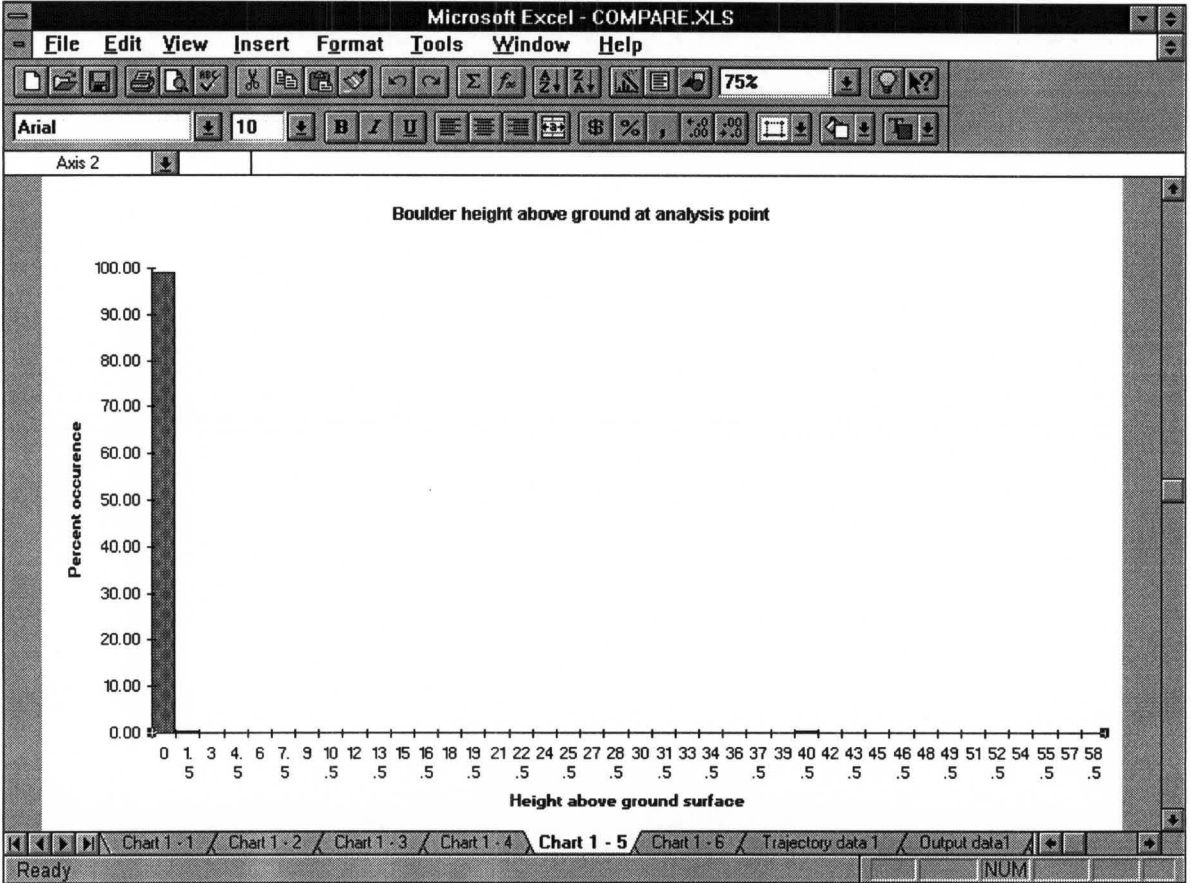 Microsoft Excel - COMPARE.XLS
File Edit View Insert Format Tools Window Help
ABC Σ fx A Z Z A 75% ?
Arial 10 B I U a $ % , .0 .00 .00 .0 T
Axis 2
Boulder height above ground at analysis point
100.00
90.00
80.00
70.00
60.00
50.00
40.00
30.00
20.00
10.00
0.00
Percent occurence
0 1. 3 4. 6 7. 9 10 12 13 15 16 18 19 21 22 24 25 27 28 30 31 33 34 36 37 39 40 42 43 45 46 48 49 51 52 54 55 57 58
5 5 5 .5 .5 .5 .5 .5 .5 .5 .5 .5 .5 .5 .5 .5 .5 .5 .5 .5
Height above ground surface
Chart 1 - 1 Chart 1 - 2 Chart 1 - 3 Chart 1 - 4 Chart 1 - 5 Chart 1 - 6 Trajectory data 1 Output data1
Ready NUM